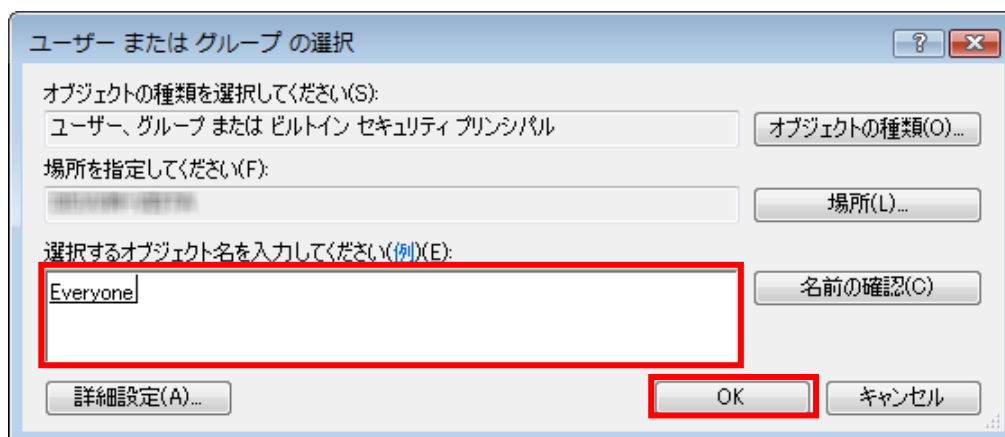 ユーザー または グループ の選択
オブジェクトの種類を選択してください(S):
ユーザー、グループ または ビルトイン セキュリティ プリンシパル
オブジェクトの種類(O)...
場所を指定してください(F):
場所(L)...
選択するオブジェクト名を入力してください(例)(E):
Everyone
名前の確認(C)
詳細設定(A)...
OK
キャンセル